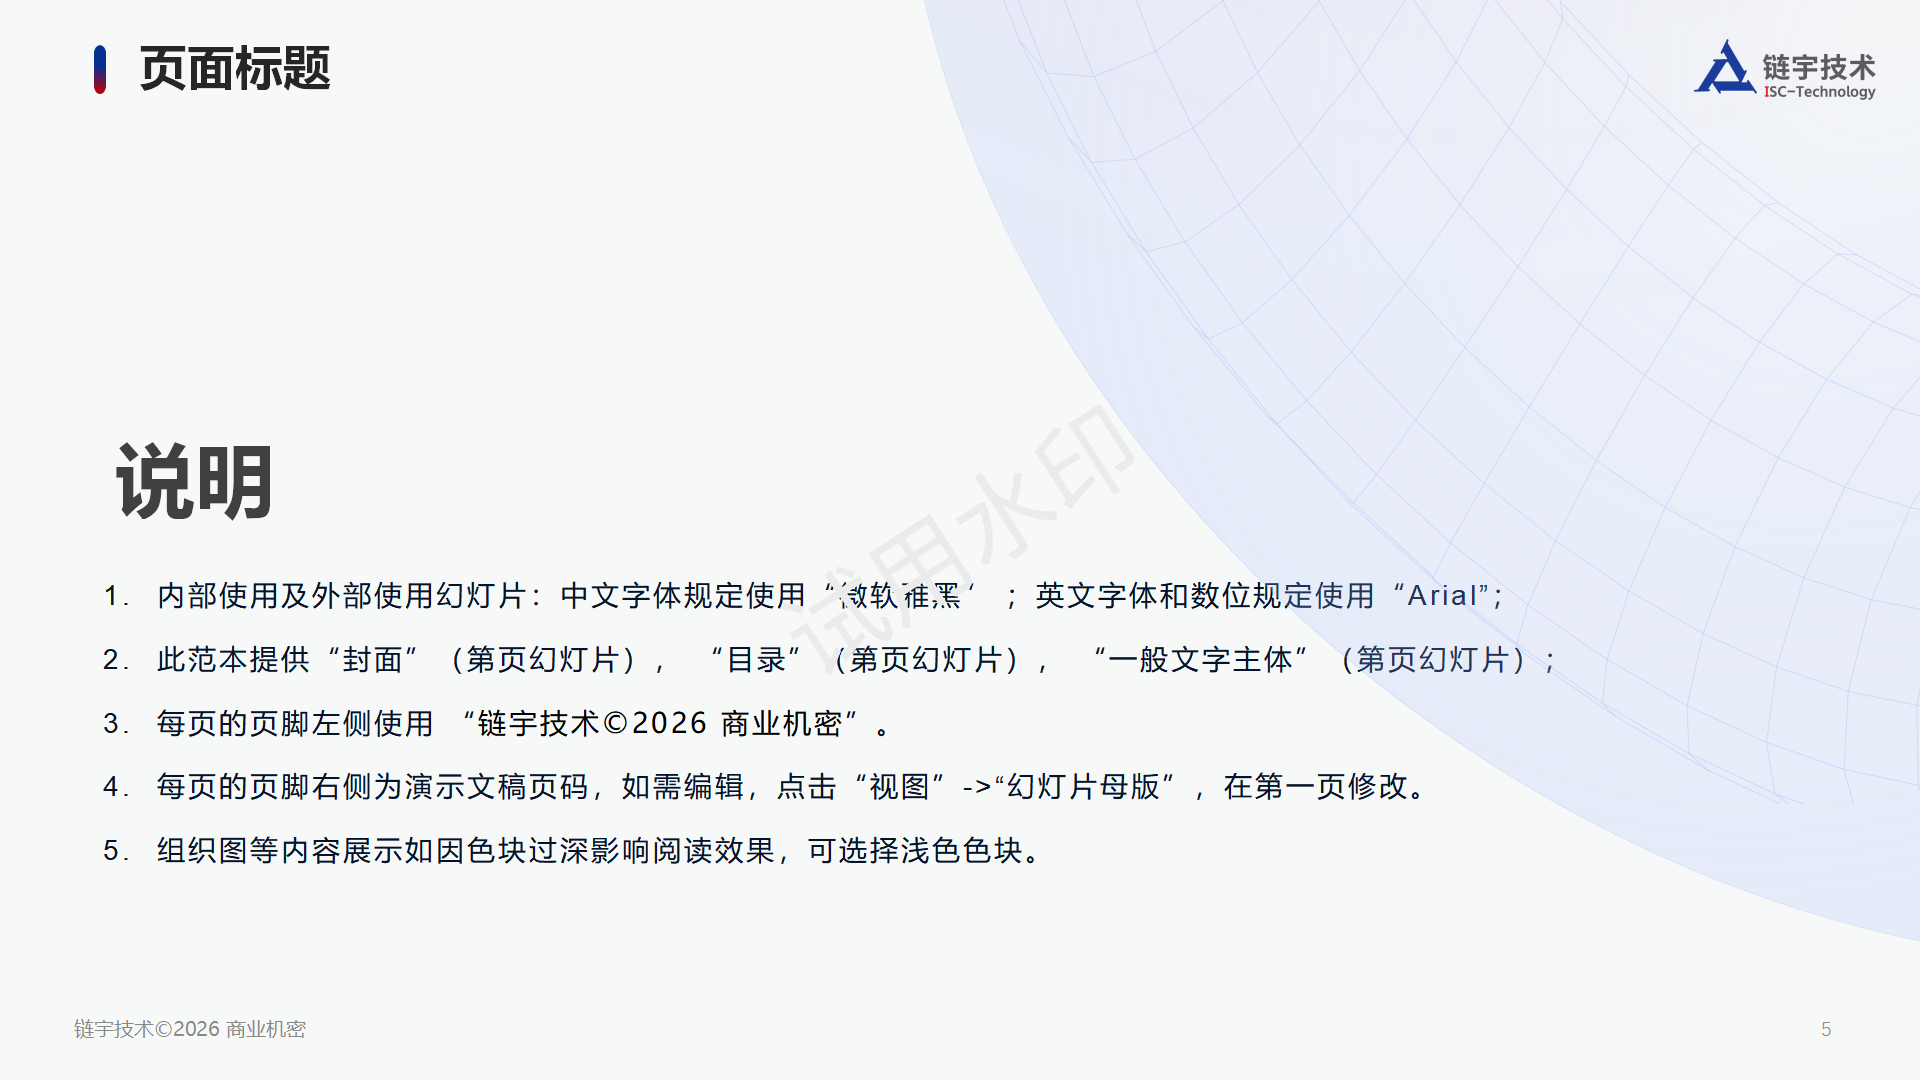 页面标题
链宇技术
ISC-Technology
说明
1. 内部使用及外部使用幻灯片：中文字体规定使用“微软雅黑”；英文字体和数位规定使用“Arial”；
2. 此范本提供“封面”（第页幻灯片），“目录”（第页幻灯片），“一般文字主体”（第页幻灯片）；
3. 每页的页脚左侧使用 “链宇技术©2026 商业机密”。
4. 每页的页脚右侧为演示文稿页码，如需编辑，点击“视图”->“幻灯片母版”，在第一页修改。
5. 组织图等内容展示如因色块过深影响阅读效果，可选择浅色色块。
试用水印
链宇技术©2026 商业机密
5